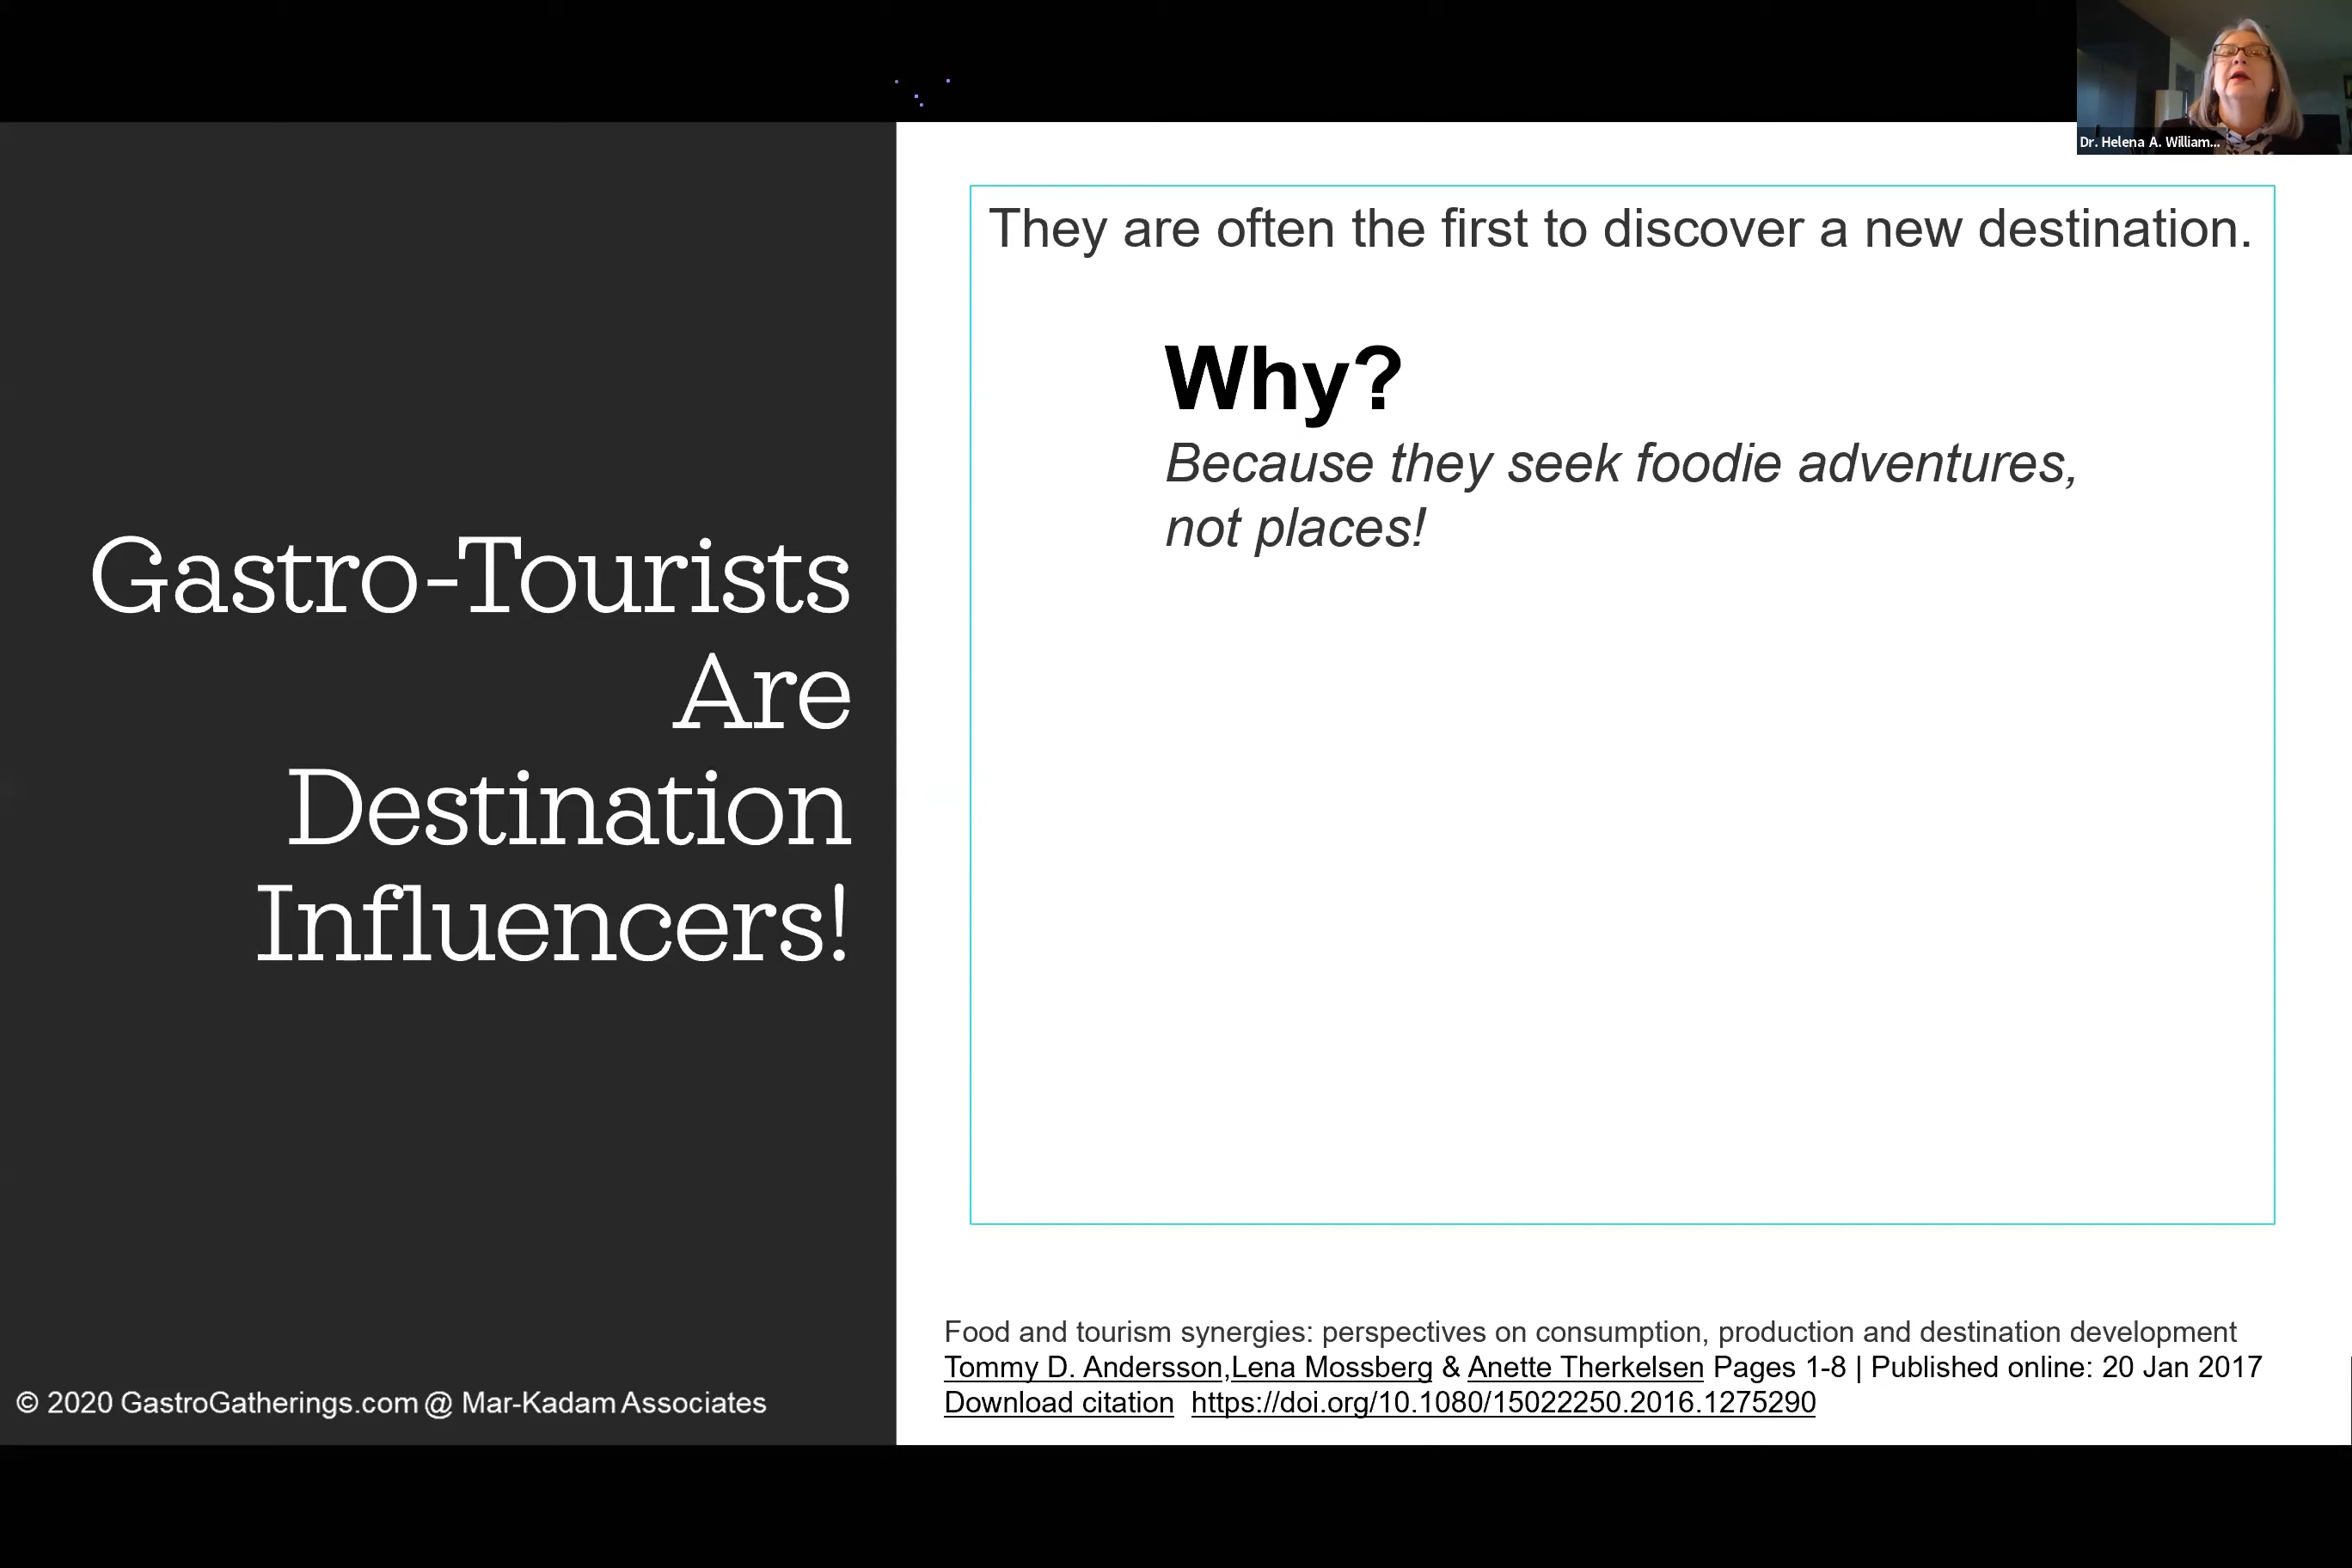 Dr. Helena A. William...
Gastro-Tourists
Are
Destination
Influencers!
© 2020 GastroGatherings.com @ Mar-Kadam Associates
They are often the first to discover a new destination.
Why?
Because they seek foodie adventures,
not places!
Food and tourism synergies: perspectives on consumption, production and destination development
Tommy D. Andersson,Lena Mossberg & Anette Therkelsen Pages 1-8 | Published online: 20 Jan 2017
Download citation https://doi.org/10.1080/15022250.2016.1275290